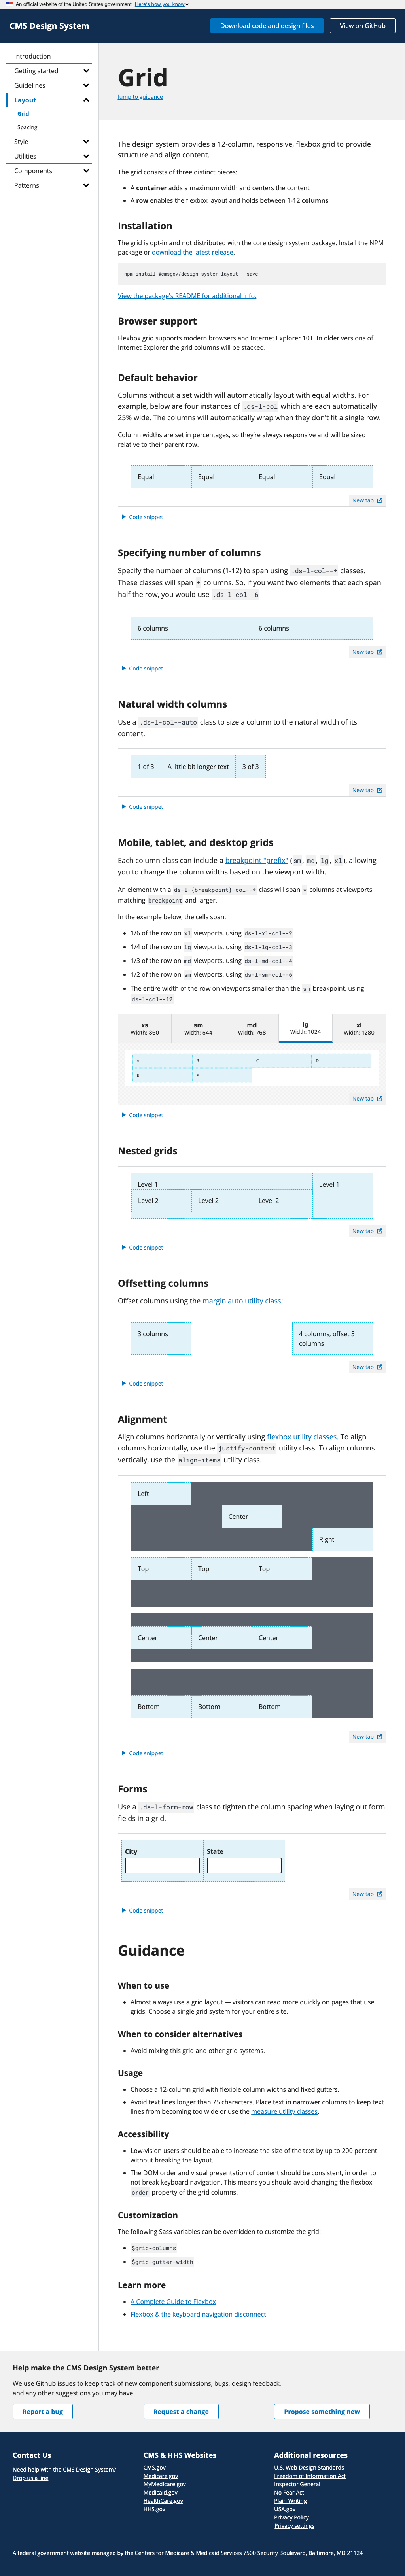 An official website of the United States government Here's how you know
CMS Design System
Download code and design files
View on GitHub
Introduction
Getting started
Guidelines
Layout
Grid
Spacing
Style
Utilities
Components
Patterns
Grid
Jump to guidance
The design system provides a 12-column, responsive, flexbox grid to provide
structure and align content.
The grid consists of three distinct pieces:
A container adds a maximum width and centers the content
A row enables the flexbox layout and holds between 1-12 columns
Installation
The grid is opt-in and not distributed with the core design system package. Install the NPM
package or download the latest release.
npm install @cmsgov/design-system-layout --save
View the package's README for additional info.
Browser support
Flexbox grid supports modern browsers and Internet Explorer 10+. In older versions of
Internet Explorer the grid columns will be stacked.
Default behavior
Columns without a set width will automatically layout with equal widths. For
example, below are four instances of .ds-l-col which are each automatically
25% wide. The columns will automatically wrap when they don't fit a single row.
Column widths are set in percentages, so they're always responsive and will be sized
relative to their parent row.
Equal Equal Equal Equal
New tab
Code snippet
Specifying number of columns
Specify the number of columns (1-12) to span using .ds-l-col--* classes.
These classes will span * columns. So, if you want two elements that each span
half the row, you would use .ds-l-col--6
6 columns 6 columns
New tab
Code snippet
Natural width columns
Use a .ds-l-col--auto class to size a column to the natural width of its
content.
1 of 3 A little bit longer text 3 of 3
New tab
Code snippet
Mobile, tablet, and desktop grids
Each column class can include a breakpoint "prefix" (sm, md, lg, xl), allowing
you to change the column widths based on the viewport width.
An element with a ds-l-{breakpoint}-col--* class will span * columns at viewports
matching breakpoint and larger.
In the example below, the cells span:
1/6 of the row on xl viewports, using ds-l-xl-col--2
1/4 of the row on lg viewports, using ds-l-lg-col--3
1/3 of the row on md viewports, using ds-l-md-col--4
1/2 of the row on sm viewports, using ds-l-sm-col--6
The entire width of the row on viewports smaller than the sm breakpoint, using
ds-l-col--12
xs sm md lg xl
Width: 360 Width: 544 Width: 768 Width: 1024 Width: 1280
A B C D
E F
New tab
Code snippet
Nested grids
Level 1 Level 1
Level 2 Level 2 Level 2
New tab
Code snippet
Offsetting columns
Offset columns using the margin auto utility class:
3 columns 4 columns, offset 5
columns
New tab
Code snippet
Alignment
Align columns horizontally or vertically using flexbox utility classes. To align
columns horizontally, use the justify-content utility class. To align columns
vertically, use the align-items utility class.
Left
Center
Right
Top Top Top
Center Center Center
Bottom Bottom Bottom
New tab
Code snippet
Forms
Use a .ds-l-form-row class to tighten the column spacing when laying out form
fields in a grid.
City State
New tab
Code snippet
Guidance
When to use
Almost always use a grid layout — visitors can read more quickly on pages that use
grids. Choose a single grid system for your entire site.
When to consider alternatives
Avoid mixing this grid and other grid systems.
Usage
Choose a 12-column grid with flexible column widths and fixed gutters.
Avoid text lines longer than 75 characters. Place text in narrower columns to keep text
lines from becoming too wide or use the measure utility classes.
Accessibility
Low-vision users should be able to increase the size of the text by up to 200 percent
without breaking the layout.
The DOM order and visual presentation of content should be consistent, in order to
not break keyboard navigation. This means you should avoid changing the flexbox
order property of the grid columns.
Customization
The following Sass variables can be overridden to customize the grid:
$grid-columns
$grid-gutter-width
Learn more
A Complete Guide to Flexbox
Flexbox & the keyboard navigation disconnect
Help make the CMS Design System better
We use Github issues to keep track of new component submissions, bugs, design feedback,
and any other suggestions you may have.
Report a bug
Request a change
Propose something new
Contact Us
Need help with the CMS Design System?
Drop us a line
CMS & HHS Websites
CMS.gov
Medicare.gov
MyMedicare.gov
Medicaid.gov
HealthCare.gov
HHS.gov
Additional resources
U.S. Web Design Standards
Freedom of Information Act
Inspector General
No Fear Act
Plain Writing
USA.gov
Privacy Policy
Privacy settings
A federal government website managed by the Centers for Medicare & Medicaid Services 7500 Security Boulevard, Baltimore, MD 21124